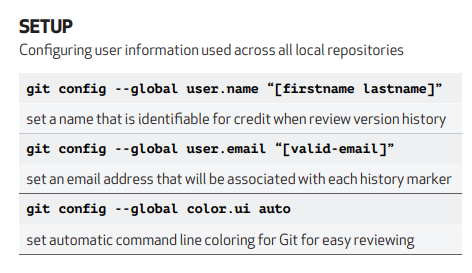 SETUP
Configuring user information used across all local repositories
git config --global user.name “[firstname lastname]”
set a name that is identifiable for credit when review version history
git config --global user.email “[valid-email]”
set an email address that will be associated with each history marker
git config --global color.ui auto
set automatic command line coloring for Git for easy reviewing